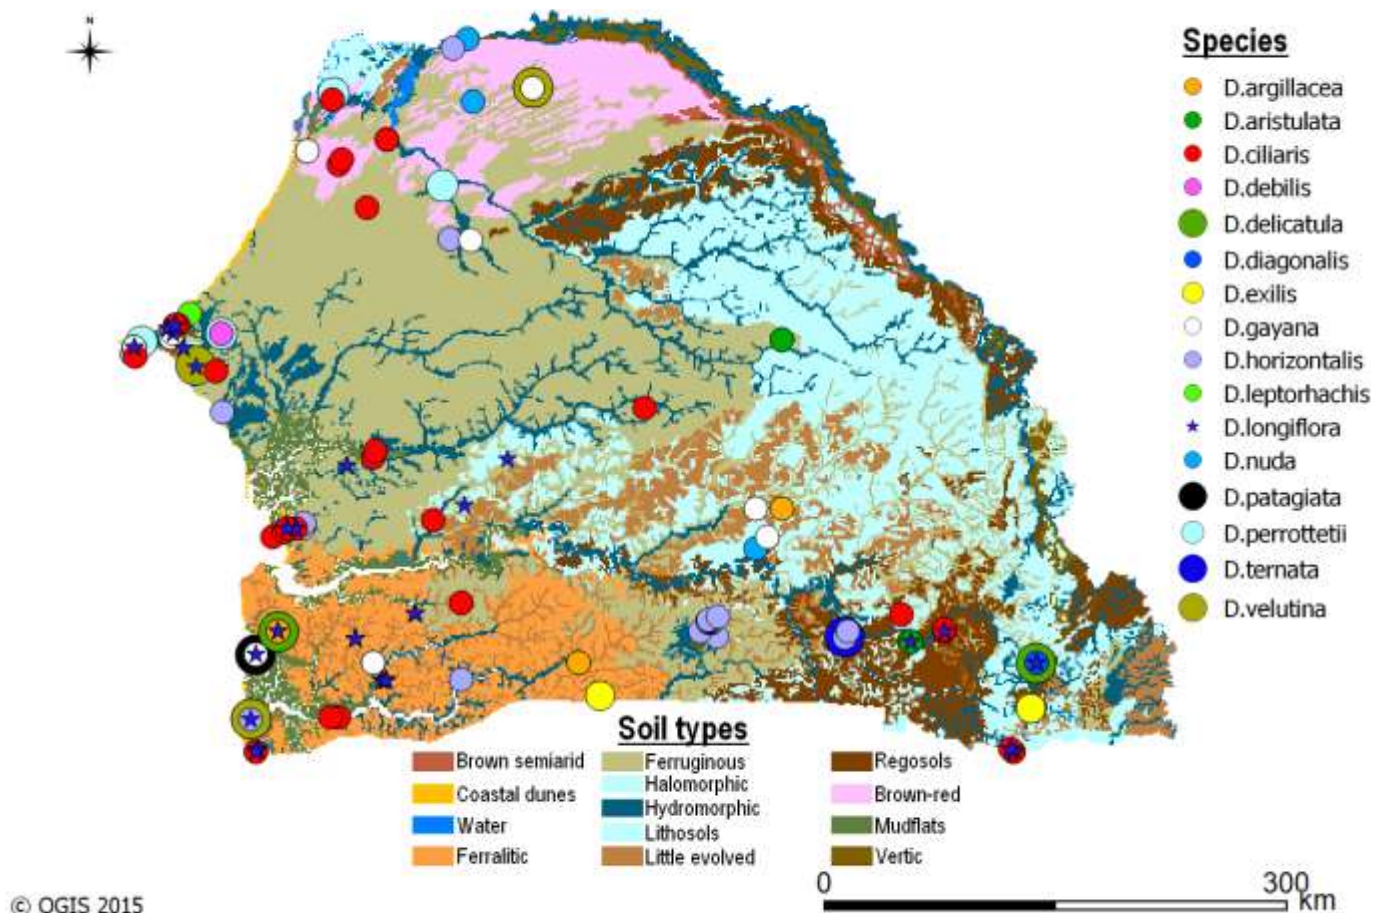 N
Species
D.argillacea
D.aristulata
D.ciliaris
D.debilis
D.delicatula
D.diagonalis
D.exilis
D.gayana
D.horizontalis
D.leptorhachis
D.longiflora
D.nuda
D.patagiata
D.perrottetii
D.ternata
D.velutina
Soil types
Brown semiarid
Coastal dunes
Water
Ferralitic
Ferruginous
Halomorphic
Hydromorphic
Lithosols
Little evolved
Regosols
Brown-red
Mudflats
Vertic
0 300
km
© QGIS 2015